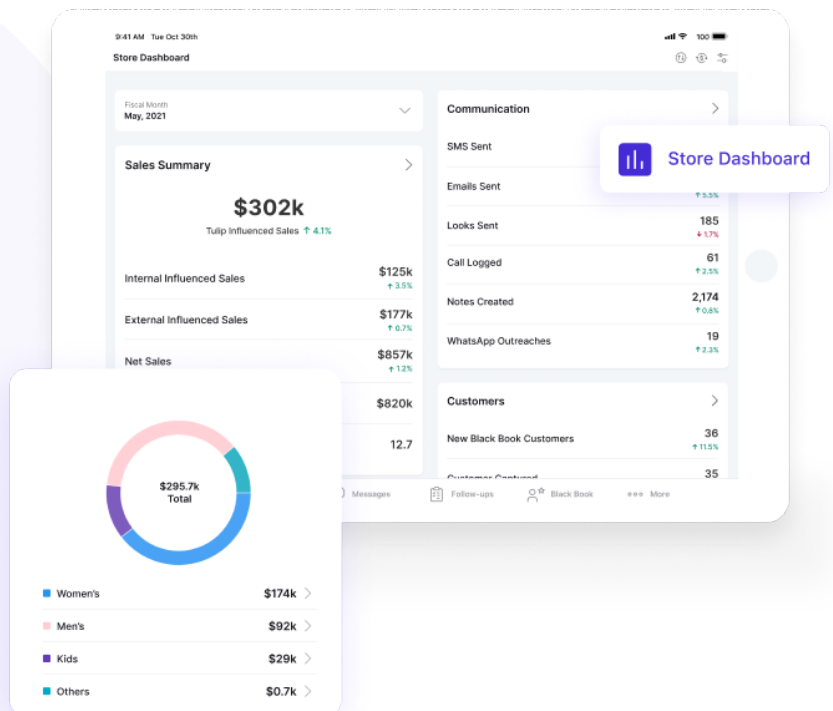 9:41 AM Tue Oct 30th
100
Store Dashboard
Fiscal Month
May, 2021
Sales Summary
$302k
Tulip Influenced Sales ↑ 4.1%
Internal Influenced Sales $125k
↑ 3.5%
External Influenced Sales $177k
↑ 0.7%
Net Sales $857k
↑ 1.2%
$820k
12.7
Communication
Store Dashboard
SMS Sent
Emails Sent
↑ 5.5%
Looks Sent 185
↓ 1.7%
Call Logged 61
↑ 2.5%
Notes Created 2,174
↑ 0.8%
WhatsApp Outreaches 19
↑ 2.3%
Customers
New Black Book Customers 36
↑ 11.5%
Customer Captured 35
Messages Follow-ups Black Book More
$295.7k
Total
Women's $174k
Men's $92k
Kids $29k
Others $0.7k